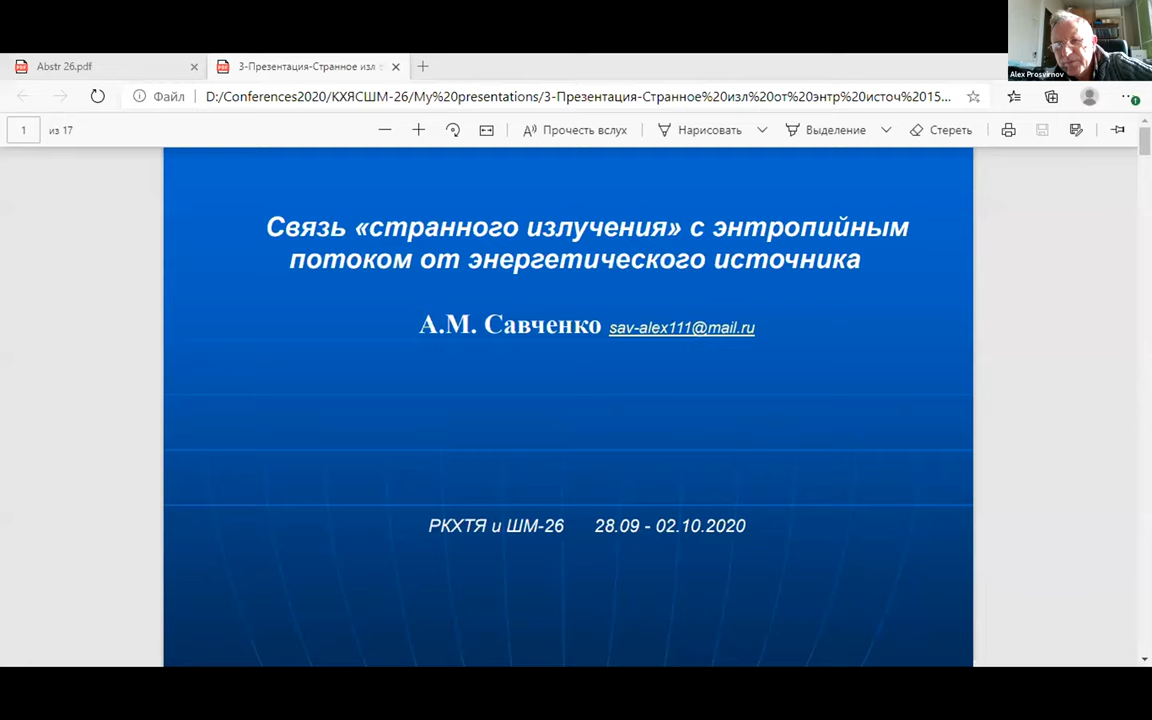 Alex Prosvirnov
Abstr 26.pdf
3-Презентация-Странное изл
Файл
D:/Conferences2020/КХЯСШМ-26/My%20presentations/3-Презентация-Странное%20изл%20от%20энтр%20источ%2015...
1 из 17
Прочесть вслух
Нарисовать
Выделение
Стереть
Связь «странного излучения» с энтропийным
потоком от энергетического источника
А.М. Савченко sav-alex111@mail.ru
РКХТЯ и ШМ-26 28.09 - 02.10.2020